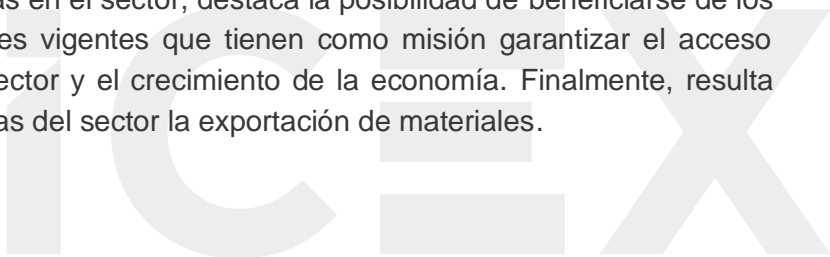 as en el sector, destaca la posibilidad de beneficiarse de los
es vigentes que tienen como misión garantizar el acceso
ector y el crecimiento de la economía. Finalmente, resulta
as del sector la exportación de materiales.
iCEX